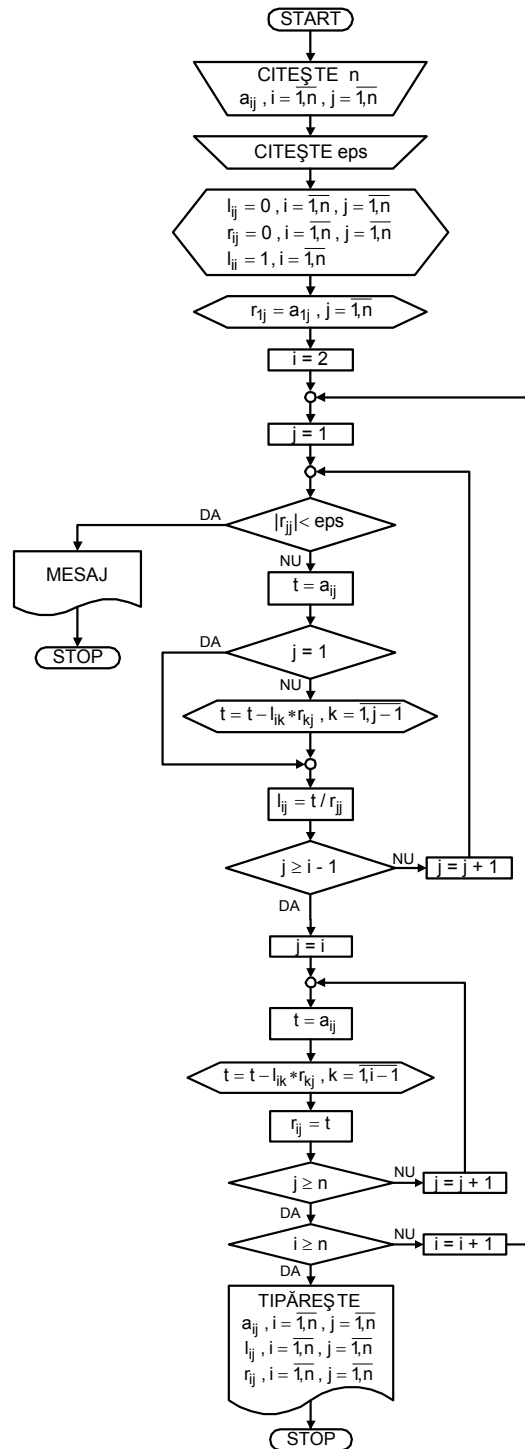 START
CITEŞTE n
a_ij , i = 1,n , j = 1,n
CITEŞTE eps
l_ij = 0 , i = 1,n , j = 1,n
r_ij = 0 , i = 1,n , j = 1,n
l_ii = 1 , i = 1,n
r_1j = a_1j , j = 1,n
i = 2
j = 1
|r_jj| < eps
DA
NU
MESAJ
STOP
t = a_ij
j = 1
DA
NU
t = t – l_ik * r_kj , k = 1, j – 1
l_ij = t / r_jj
j ≥ i - 1
NU
j = j + 1
DA
j = i
t = a_ij
t = t – l_ik * r_kj , k = 1, i – 1
r_ij = t
j ≥ n
NU
j = j + 1
DA
i ≥ n
NU
i = i + 1
DA
TIPĂREŞTE
a_ij , i = 1,n , j = 1,n
l_ij , i = 1,n , j = 1,n
r_ij , i = 1,n , j = 1,n
STOP